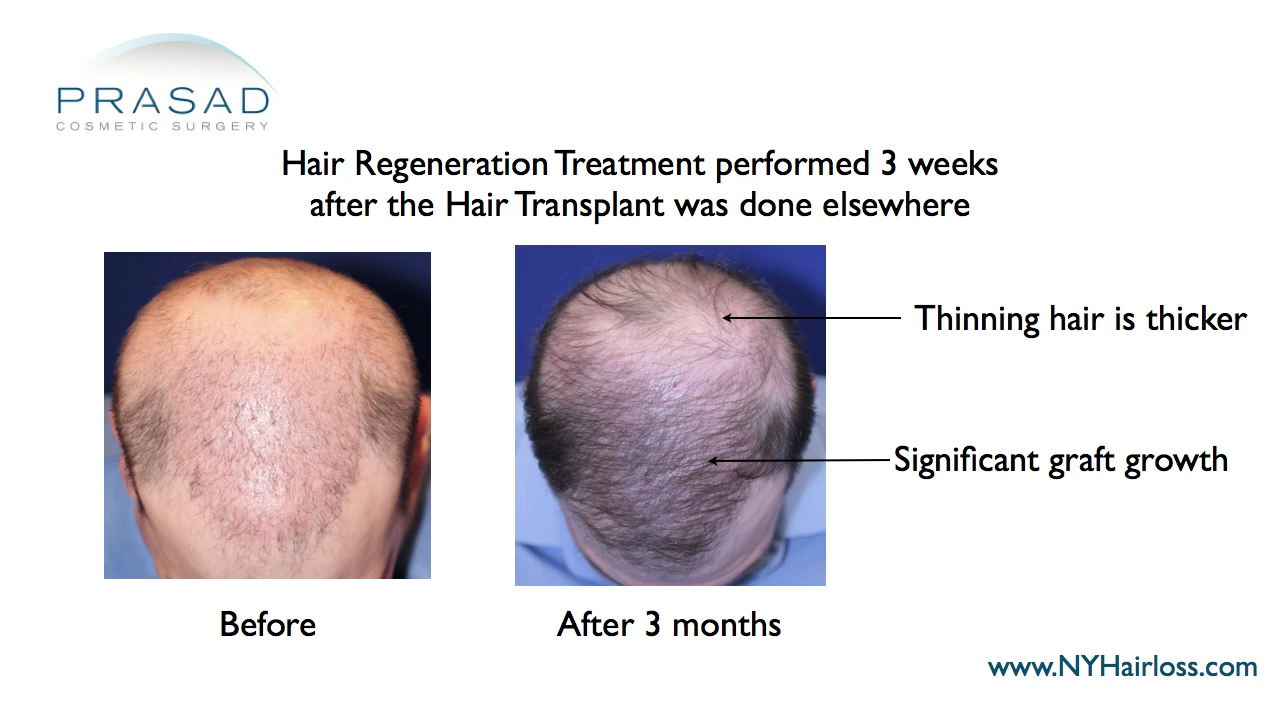 PRASAD
COSMETIC SURGERY
Hair Regeneration Treatment performed 3 weeks
after the Hair Transplant was done elsewhere
Thinning hair is thicker
Significant graft growth
Before
After 3 months
www.NYHairloss.com